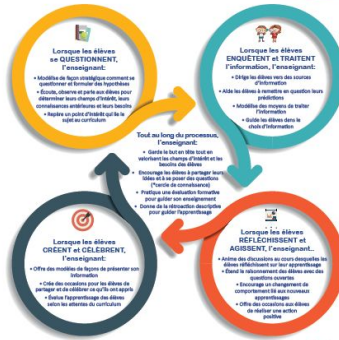 Lorsque les élèves
se QUESTIONNENT,
l'enseignant:
• Modélise de façon stratégique comment se
questionner et formuler des hypothèses
• Écoute, observe et parle aux élèves pour
déterminer leurs champs d'intérêt, leurs
connaissances antérieures et leurs besoins
• Repère un point d'intérêt qui lie le
sujet au curriculum
Lorsque les élèves
ENQUÊTENT et TRAITENT
l'information, l'enseignant:
• Dirige les élèves vers des sources
d'information
• Aide les élèves à remettre en question leurs
prédictions
• Modélise des moyens de traiter
l'information
• Guide les élèves dans le
choix d'information
Tout au long du processus,
l'enseignant:
• Garde le but en tête tout en
valorisant les champs d'intérêt et les
besoins des élèves
• Encourage les élèves à partager leurs
idées et à se poser des questions
(*cercle de connaissance)
• Pratique une évaluation formative
pour guider son enseignement
• Donne de la rétroaction descriptive
pour guider l'apprentissage
Lorsque les élèves
CRÉENT et CÉLÈBRENT,
l'enseignant:
• Offre des modèles de façons de présenter son
information
• Crée des occasions pour les élèves de
partager et de célébrer ce qu'ils ont appris
• Évalue l'apprentissage des élèves
selon les attentes du curriculum
Lorsque les élèves
RÉFLÉCHISSENT et
AGISSENT, l'enseignant...
• Anime des discussions au cours desquelles les
élèves réfléchissent sur leur apprentissage
• Étend le raisonnement des élèves avec des
questions ouvertes
• Encourage un changement de
comportement lié aux nouveaux
apprentissages
• Offre des occasions aux élèves
de réaliser une action
positive